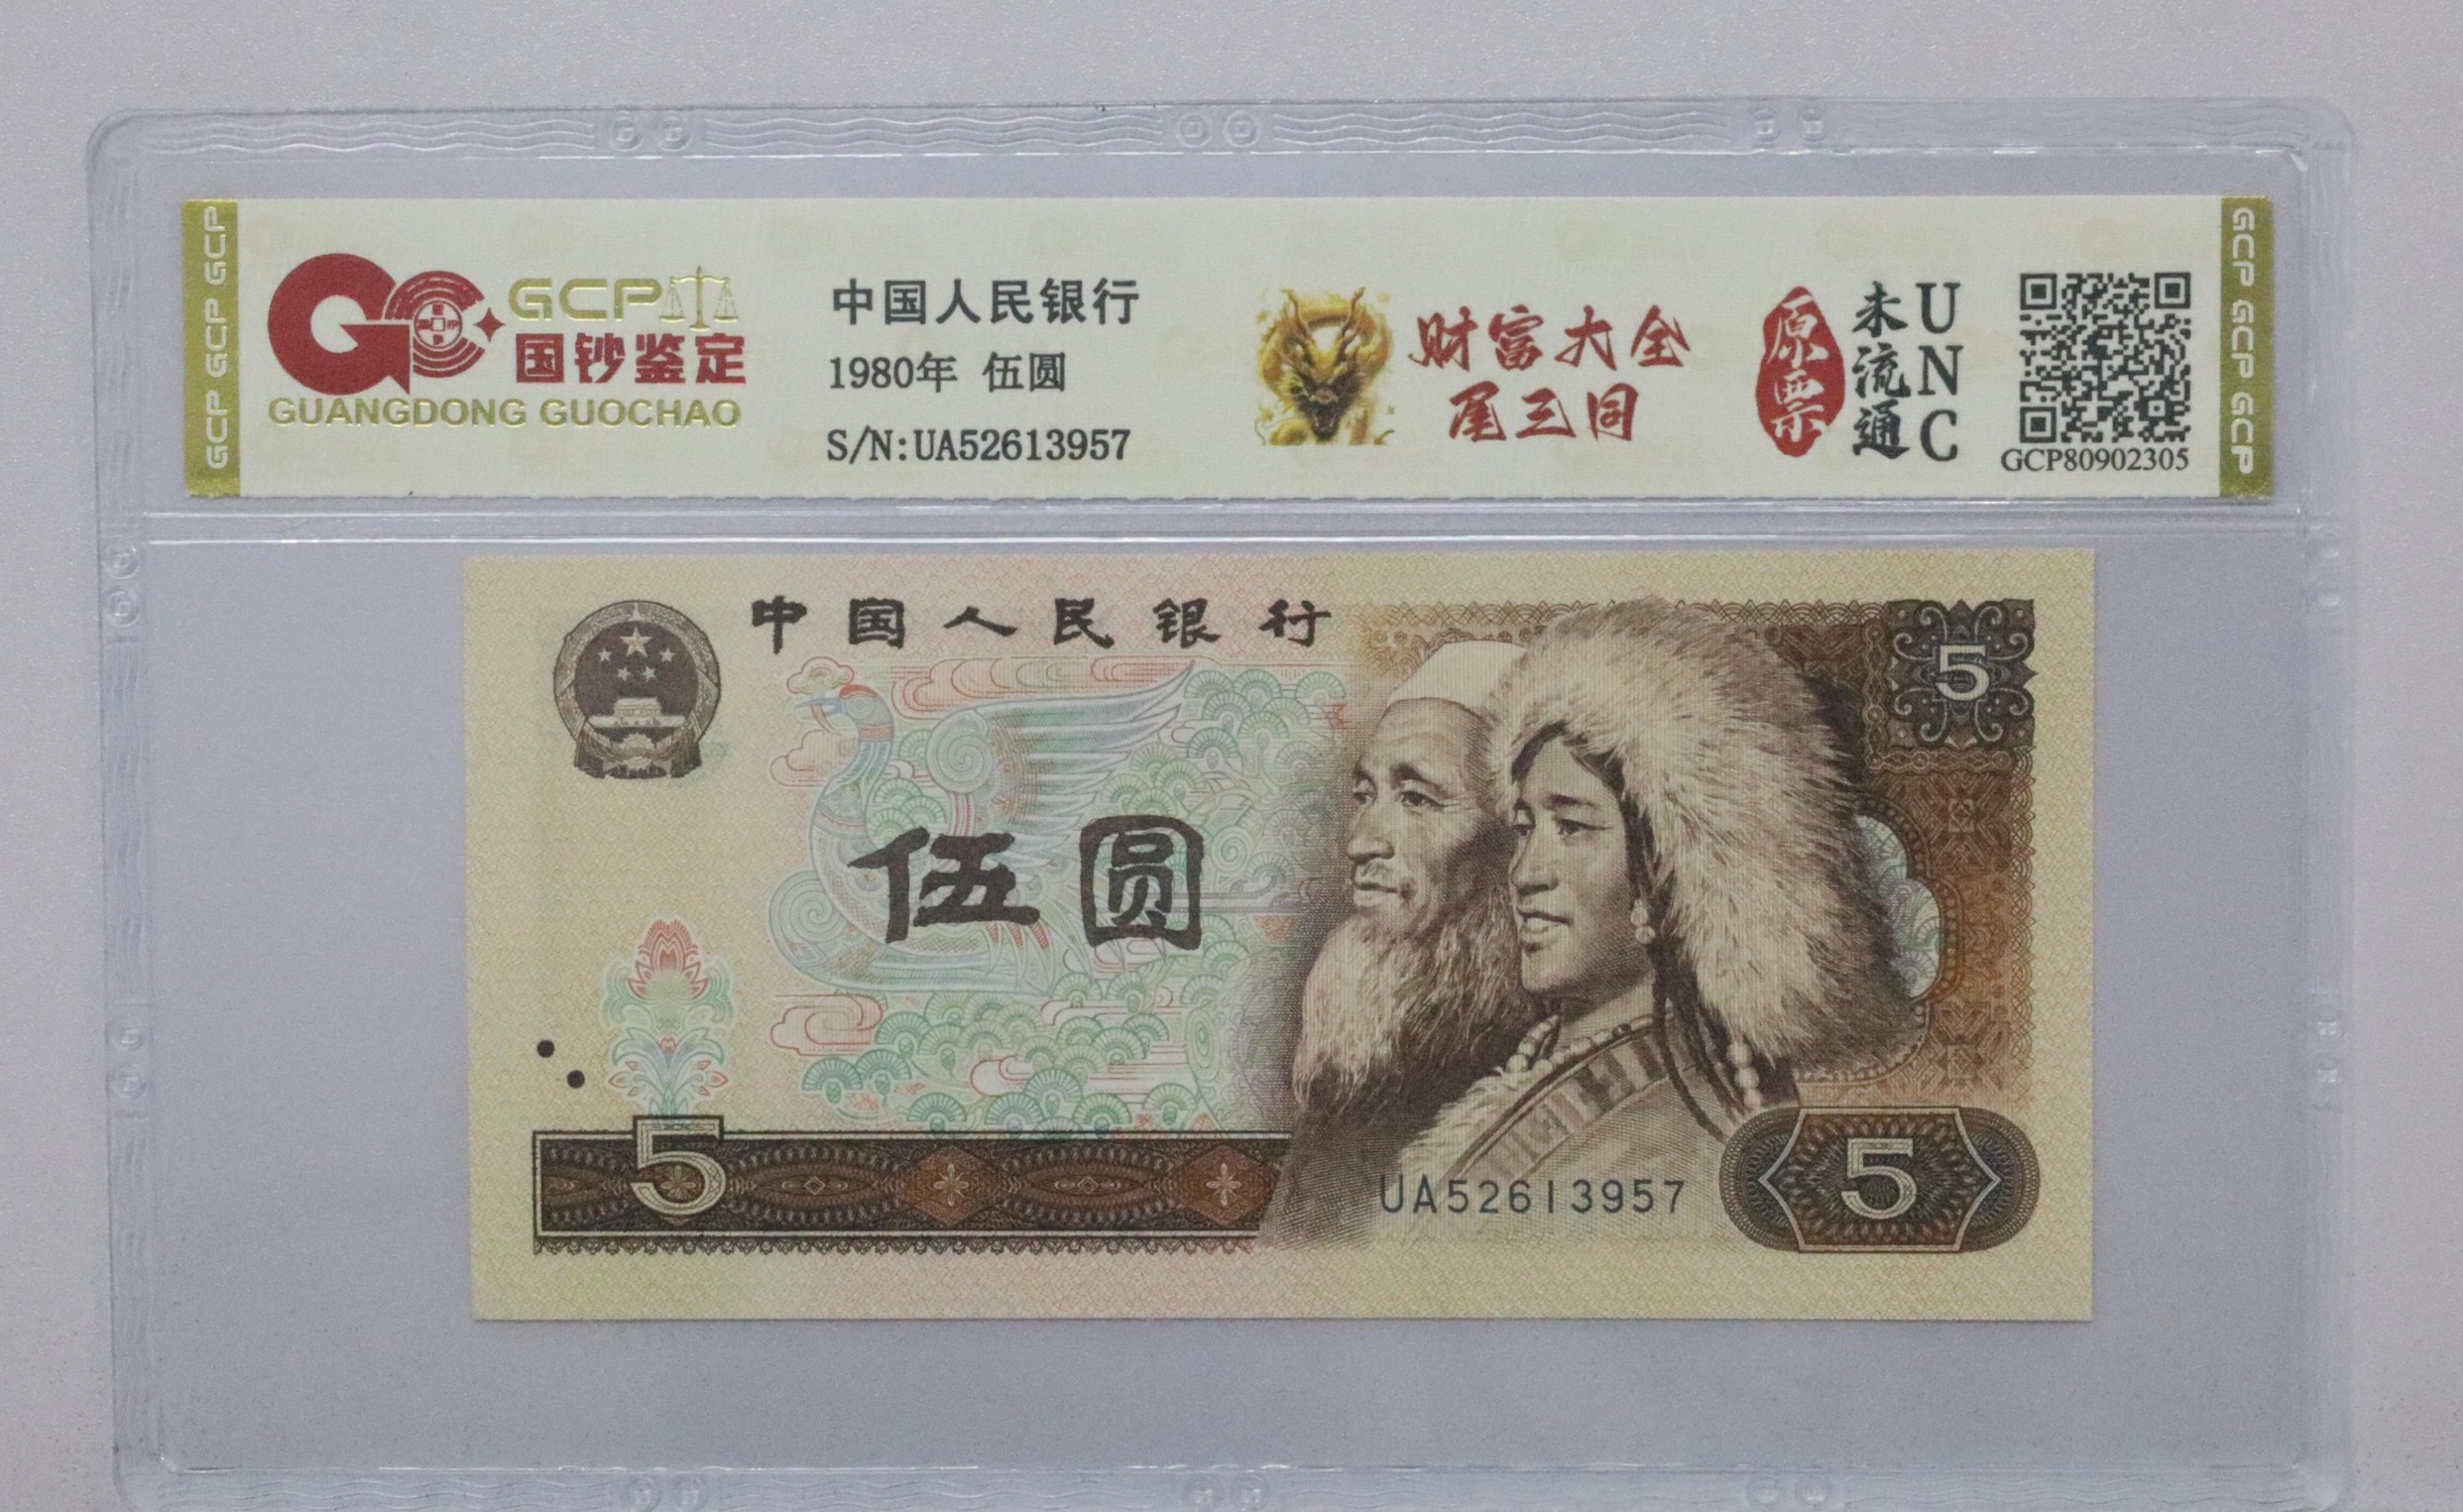 GCP GCP GCP
GCP
国钞鉴定
GUANGDONG GUOCHAO
中国人民银行
1980年 伍圆
S/N:UA52613957
财富大全
尾三同
原票
未流通
UNC
GCP80902305
GCP GCP GCP GCP
中国人民银行
5
伍圆
5
UA52613957
5